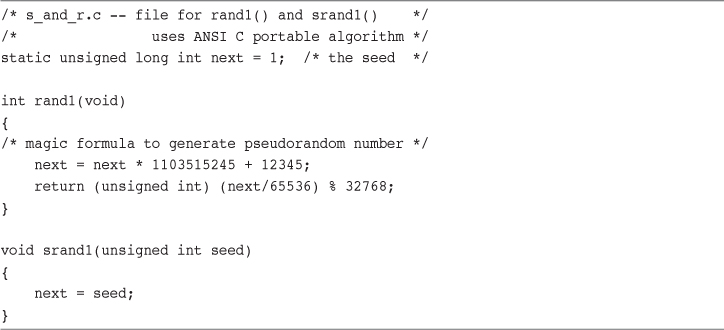 /* s_and_r.c -- file for rand1() and srand1()    */
/*               uses ANSI C portable algorithm */
static unsigned long int next = 1;  /* the seed  */

int rand1(void)
{
/* magic formula to generate pseudorandom number */
    next = next * 1103515245 + 12345;
    return (unsigned int) (next/65536) % 32768;
}

void srand1(unsigned int seed)
{
    next = seed;
}